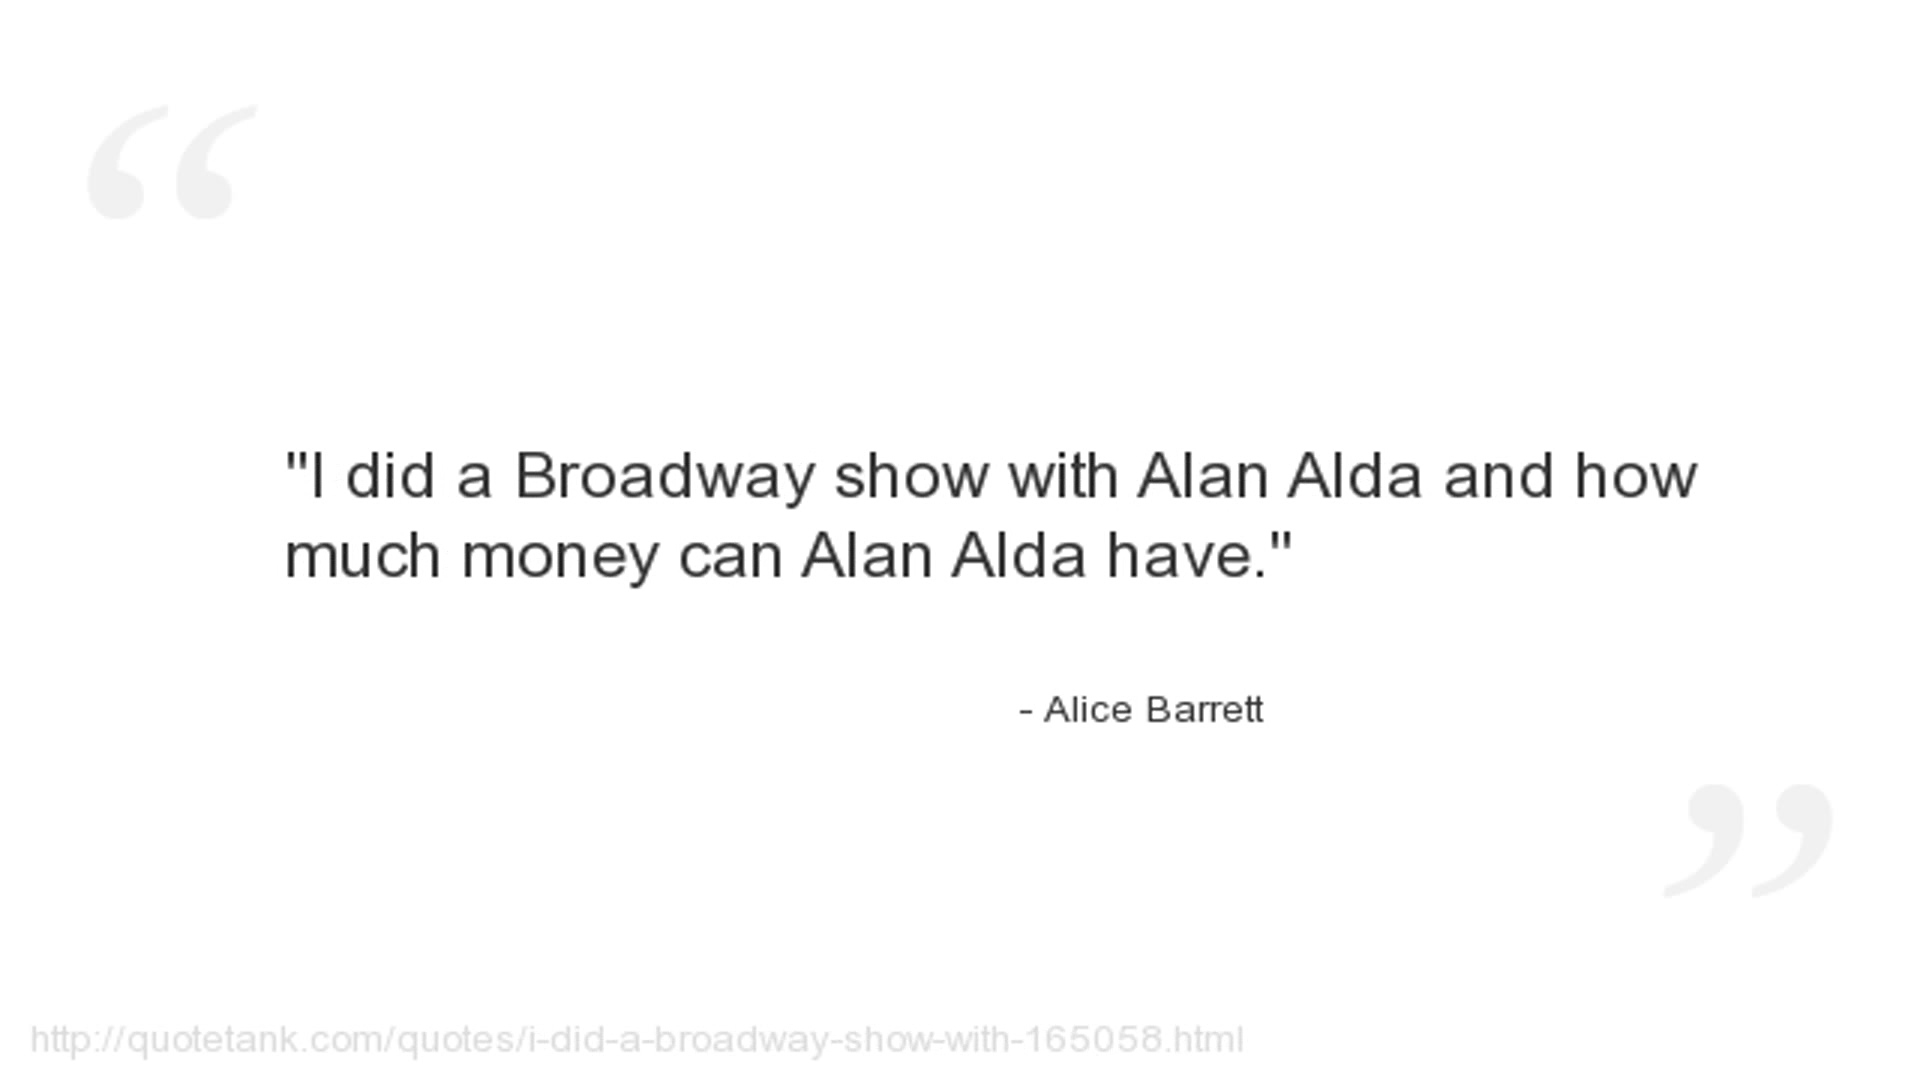 "I did a Broadway show with Alan Alda and how
much money can Alan Alda have."
- Alice Barrett
http://quotetank.com/quotes/i-did-a-broadway-show-with-165058.html